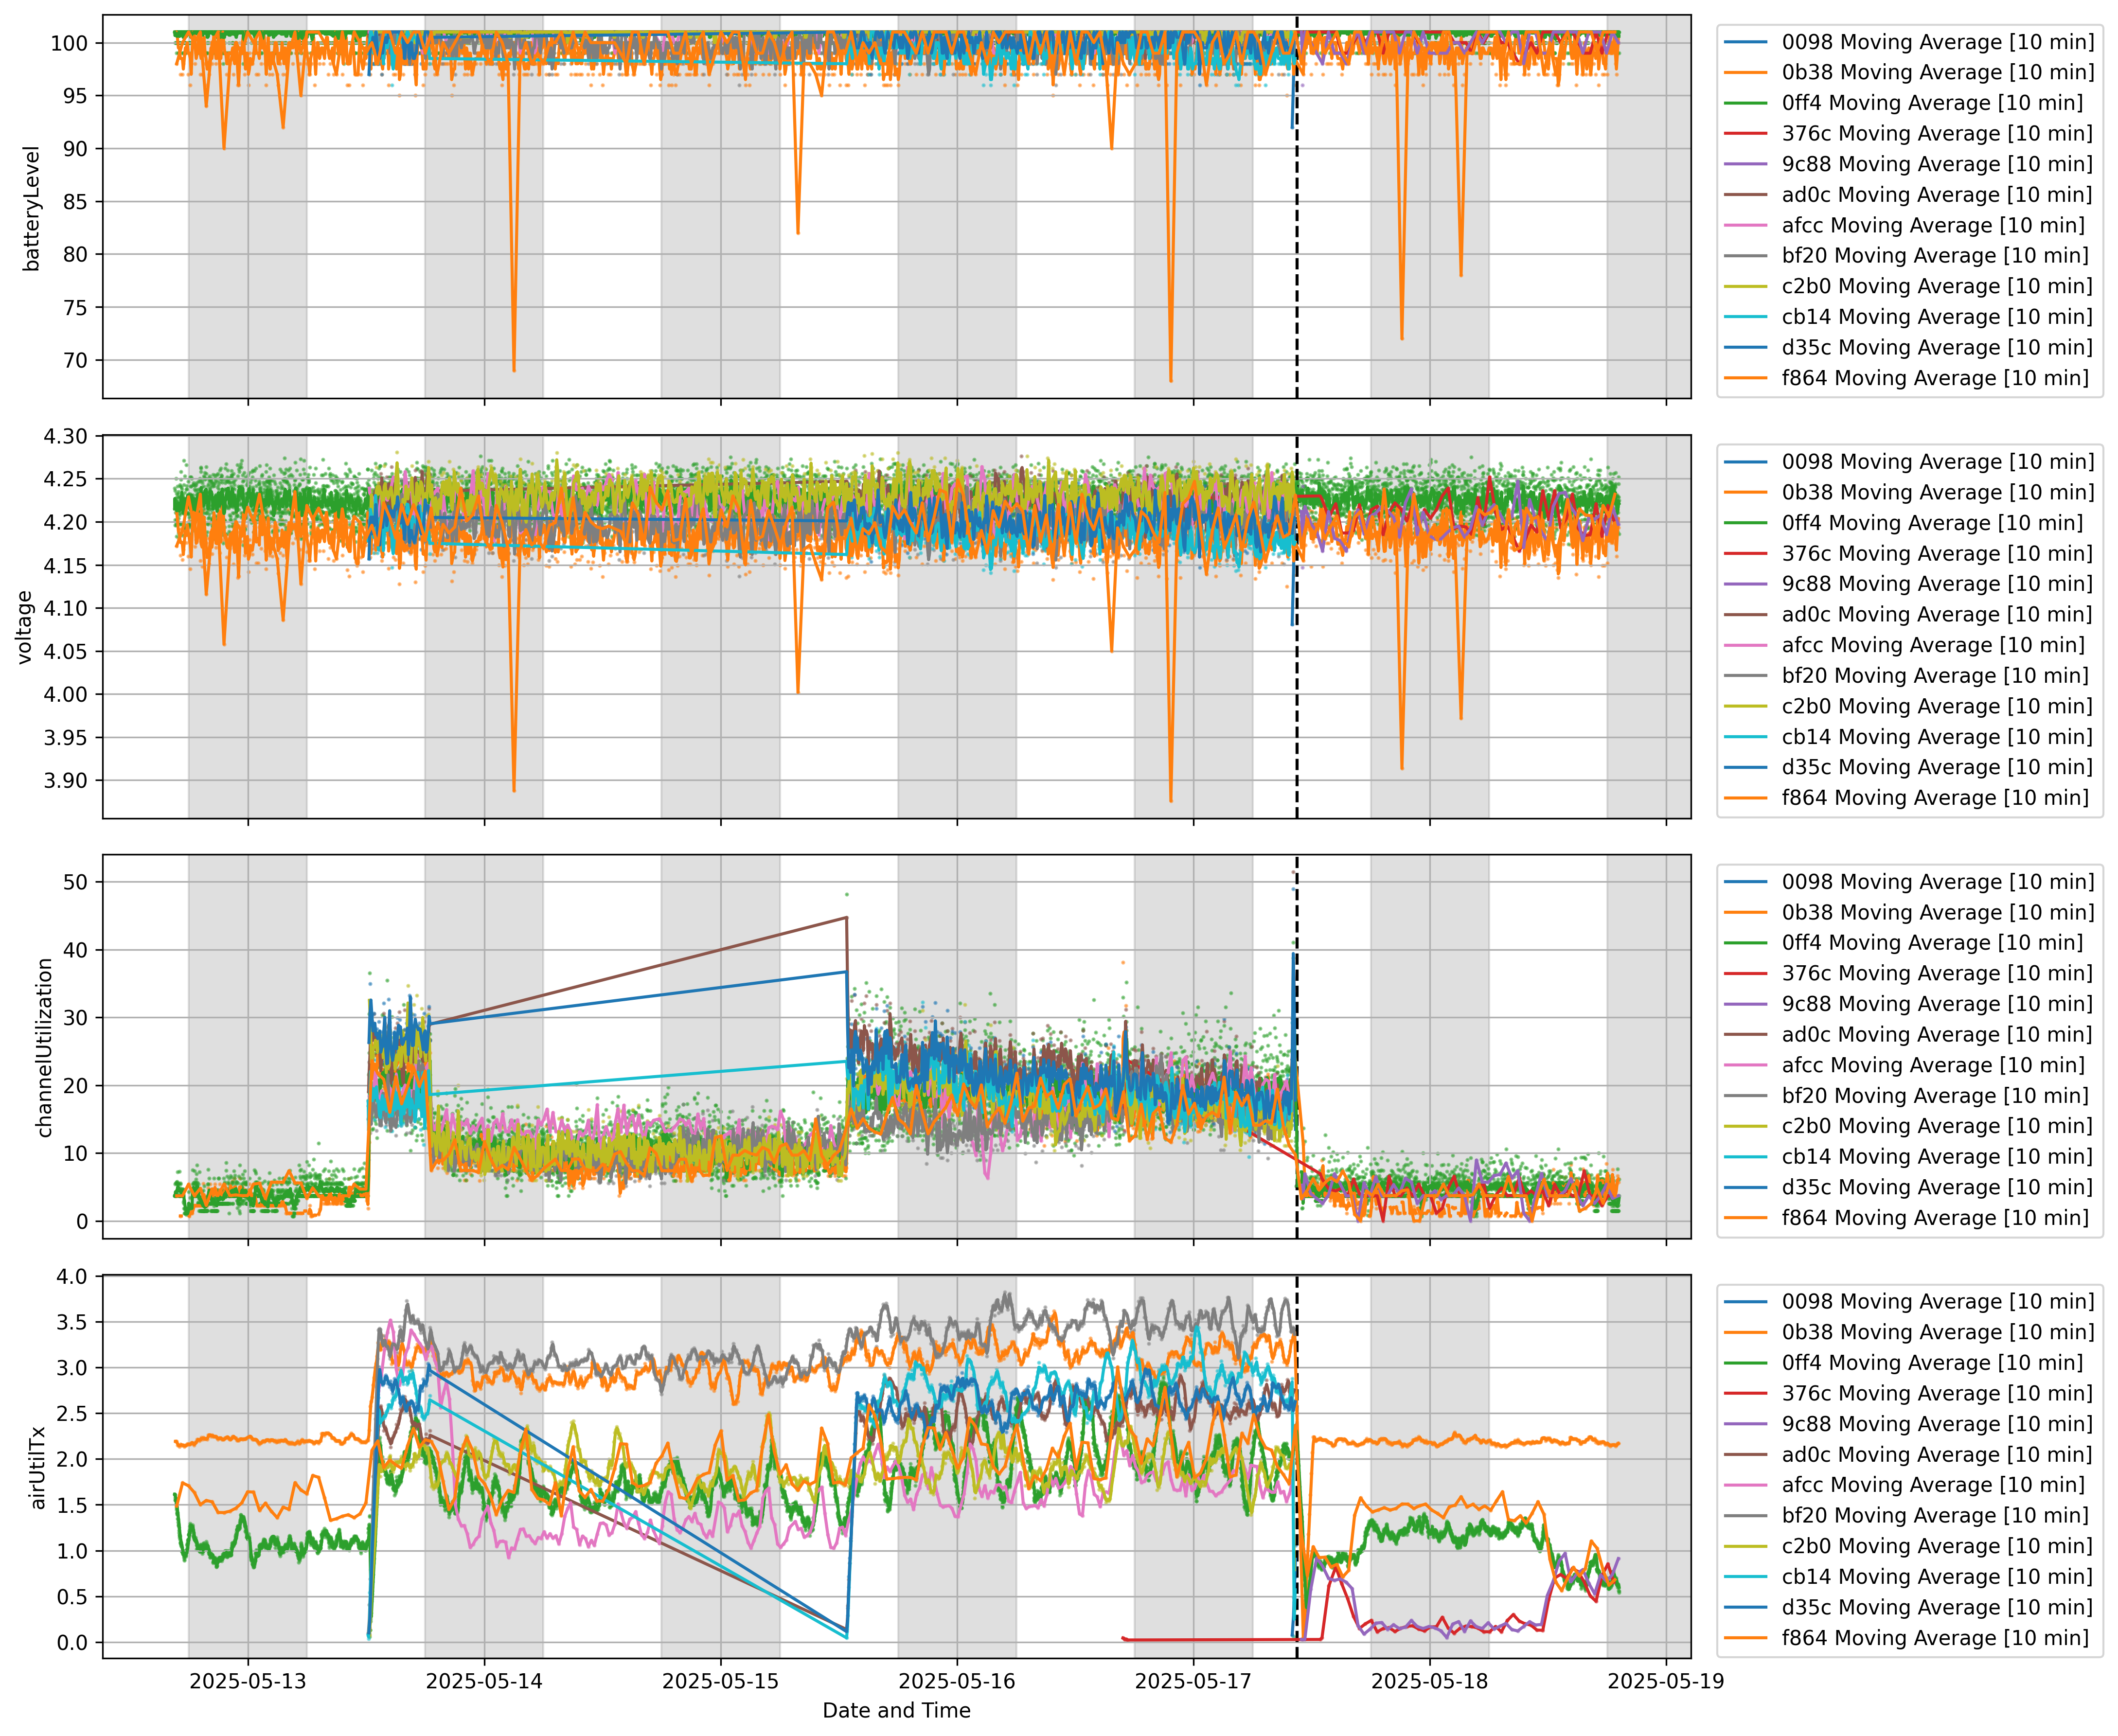 batteryLevel
100
95
90
85
80
75
70
0098 Moving Average [10 min]
0b38 Moving Average [10 min]
0ff4 Moving Average [10 min]
376c Moving Average [10 min]
9c88 Moving Average [10 min]
ad0c Moving Average [10 min]
afcc Moving Average [10 min]
bf20 Moving Average [10 min]
c2b0 Moving Average [10 min]
cb14 Moving Average [10 min]
d35c Moving Average [10 min]
f864 Moving Average [10 min]
voltage
4.30
4.25
4.20
4.15
4.10
4.05
4.00
3.95
3.90
0098 Moving Average [10 min]
0b38 Moving Average [10 min]
0ff4 Moving Average [10 min]
376c Moving Average [10 min]
9c88 Moving Average [10 min]
ad0c Moving Average [10 min]
afcc Moving Average [10 min]
bf20 Moving Average [10 min]
c2b0 Moving Average [10 min]
cb14 Moving Average [10 min]
d35c Moving Average [10 min]
f864 Moving Average [10 min]
channelUtilization
50
40
30
20
10
0
0098 Moving Average [10 min]
0b38 Moving Average [10 min]
0ff4 Moving Average [10 min]
376c Moving Average [10 min]
9c88 Moving Average [10 min]
ad0c Moving Average [10 min]
afcc Moving Average [10 min]
bf20 Moving Average [10 min]
c2b0 Moving Average [10 min]
cb14 Moving Average [10 min]
d35c Moving Average [10 min]
f864 Moving Average [10 min]
airUtilTx
4.0
3.5
3.0
2.5
2.0
1.5
1.0
0.5
0.0
0098 Moving Average [10 min]
0b38 Moving Average [10 min]
0ff4 Moving Average [10 min]
376c Moving Average [10 min]
9c88 Moving Average [10 min]
ad0c Moving Average [10 min]
afcc Moving Average [10 min]
bf20 Moving Average [10 min]
c2b0 Moving Average [10 min]
cb14 Moving Average [10 min]
d35c Moving Average [10 min]
f864 Moving Average [10 min]
2025-05-13 2025-05-14 2025-05-15 2025-05-16 2025-05-17 2025-05-18 2025-05-19
Date and Time